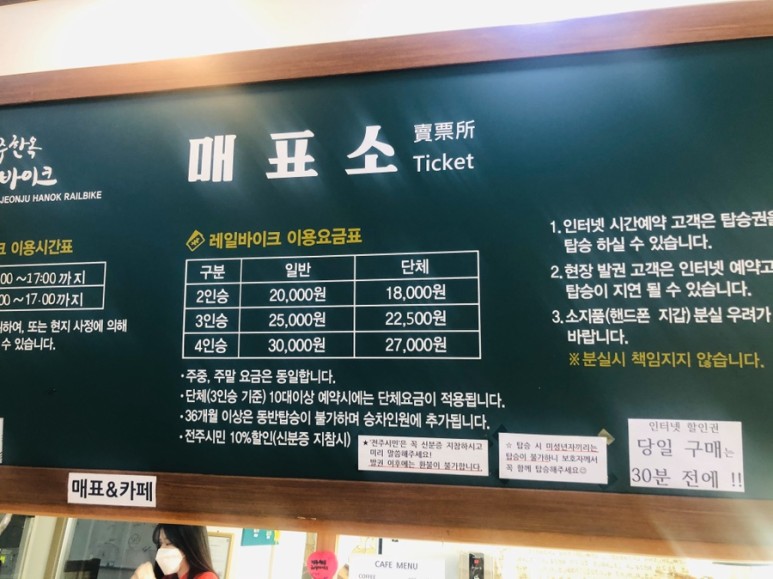 주한옥
바이크
JEONJU HANOK RAILBIKE
매표소
賣票所
Ticket
크 이용시간표
00 ~17:00 까지
0:00 ~17:00 까지
하여, 또는 현지 사정에 의해
수 있습니다.
레일바이크 이용요금표
구분 일반 단체
2인승 20,000원 18,000원
3인승 25,000원 22,500원
4인승 30,000원 27,000원
·주중, 주말 요금은 동일합니다.
·단체(3인승 기준) 10대이상 예약시에는 단체요금이 적용됩니다.
·36개월 이상은 동반탑승이 불가하며 승차인원에 추가됩니다.
·전주시민 10%할인(신분증 지참시)
1. 인터넷 시간예약 고객은 탑승권을
탑승 하실 수 있습니다.
2. 현장 발권 고객은 인터넷 예약고
탑승이 지연 될 수 있습니다.
3. 소지품(핸드폰 지갑) 분실 우려가
바랍니다.
※분실시 책임지지 않습니다.
★'전주시민'은 꼭 신분증 지참하시고
미리 말씀해주세요!
발권 이후에는 환불이 불가합니다.
☆ 탑승 시 미성년자끼리는
탑승이 불가하니 보호자께서
꼭 함께 탑승해주세요☺
인터넷 할인권
당일 구매는
30분 전에 !!
매표&카페
CAFE MENU
COFFEE